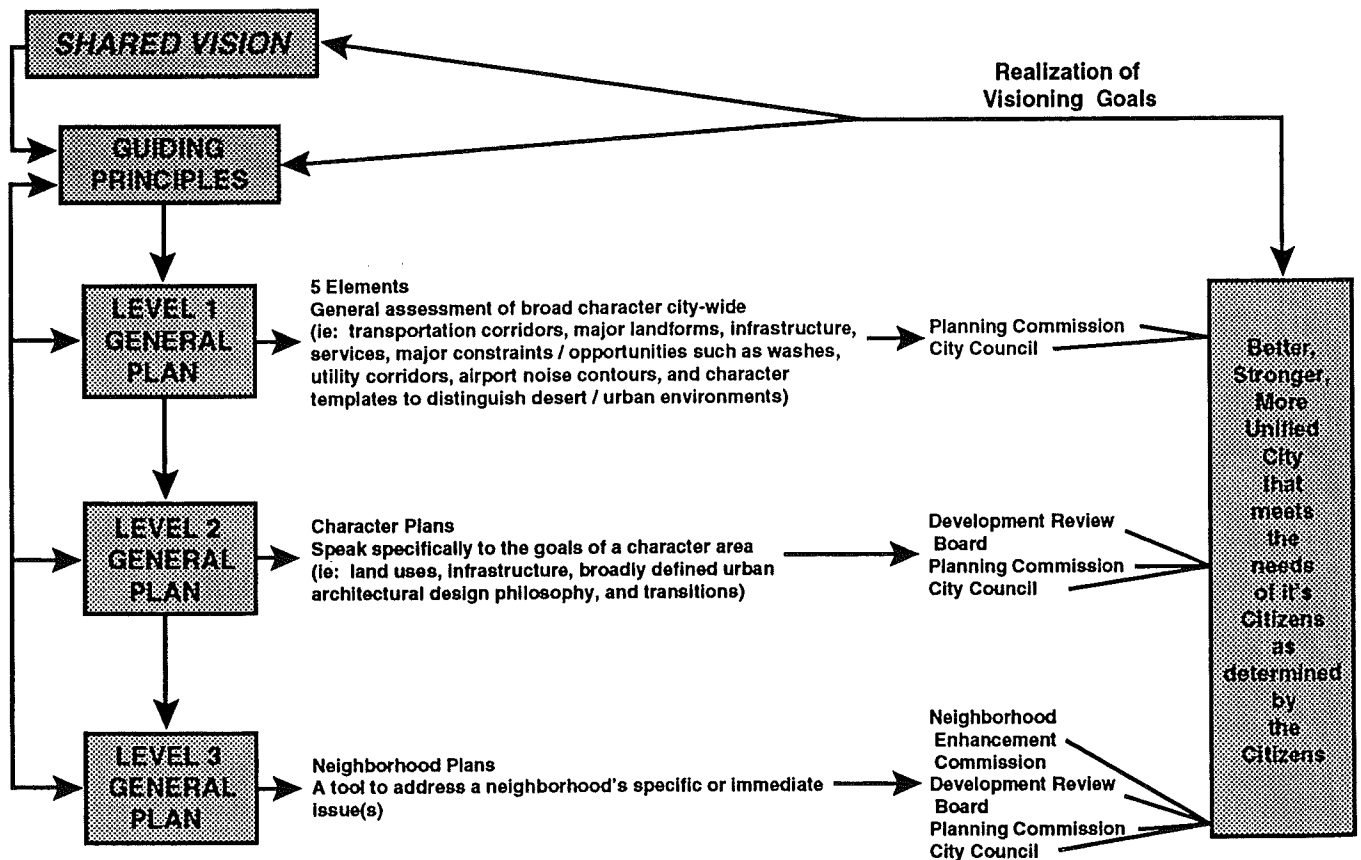 SHARED VISION
Realization of
Visioning Goals
GUIDING
PRINCIPLES
LEVEL 1
GENERAL
PLAN
5 Elements
General assessment of broad character city-wide
(ie: transportation corridors, major landforms, infrastructure,
services, major constraints / opportunities such as washes,
utility corridors, airport noise contours, and character
templates to distinguish desert / urban environments)
Planning Commission
City Council
LEVEL 2
GENERAL
PLAN
Character Plans
Speak specifically to the goals of a character area
(ie: land uses, infrastructure, broadly defined urban
architectural design philosophy, and transitions)
Development Review
Board
Planning Commission
City Council
LEVEL 3
GENERAL
PLAN
Neighborhood Plans
A tool to address a neighborhood's specific or immediate
issue(s)
Neighborhood
Enhancement
Commission
Development Review
Board
Planning Commission
City Council
Better,
Stronger,
More
Unified
City
that
meets
the
needs
of it's
Citizens
as
determined
by
the
Citizens